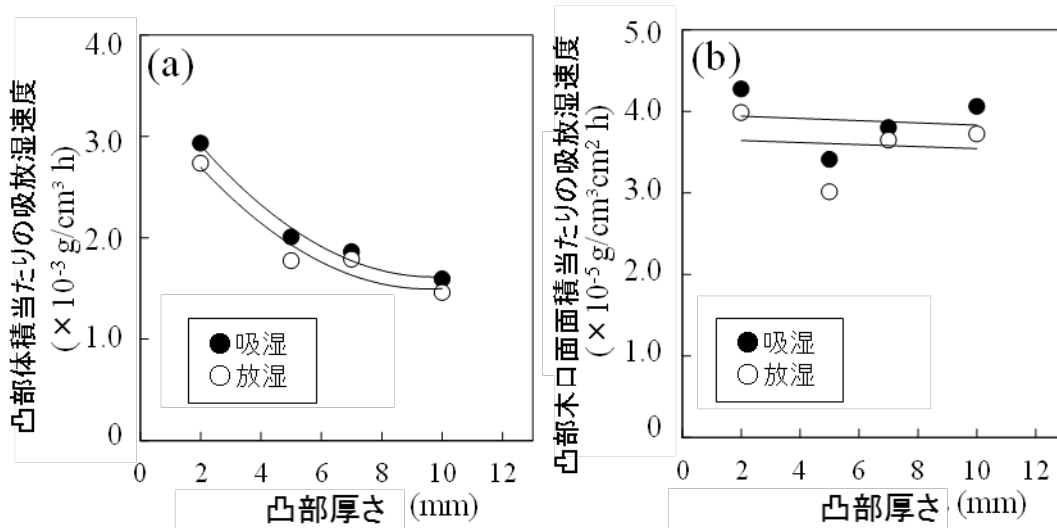 (a)
凸部体積当たりの吸放湿速度
(×10⁻³ g/cm³ h)
4.0
3.0
2.0
1.0
0
●吸湿
○放湿
0 2 4 6 8 10 12
凸部厚さ (mm)
(b)
凸部木口面面積当たりの吸放湿速度
(×10⁻⁵ g/cm³cm² h)
5.0
4.0
3.0
2.0
1.0
0
●吸湿
○放湿
0 2 4 6 8 10 12
凸部厚さ (mm)